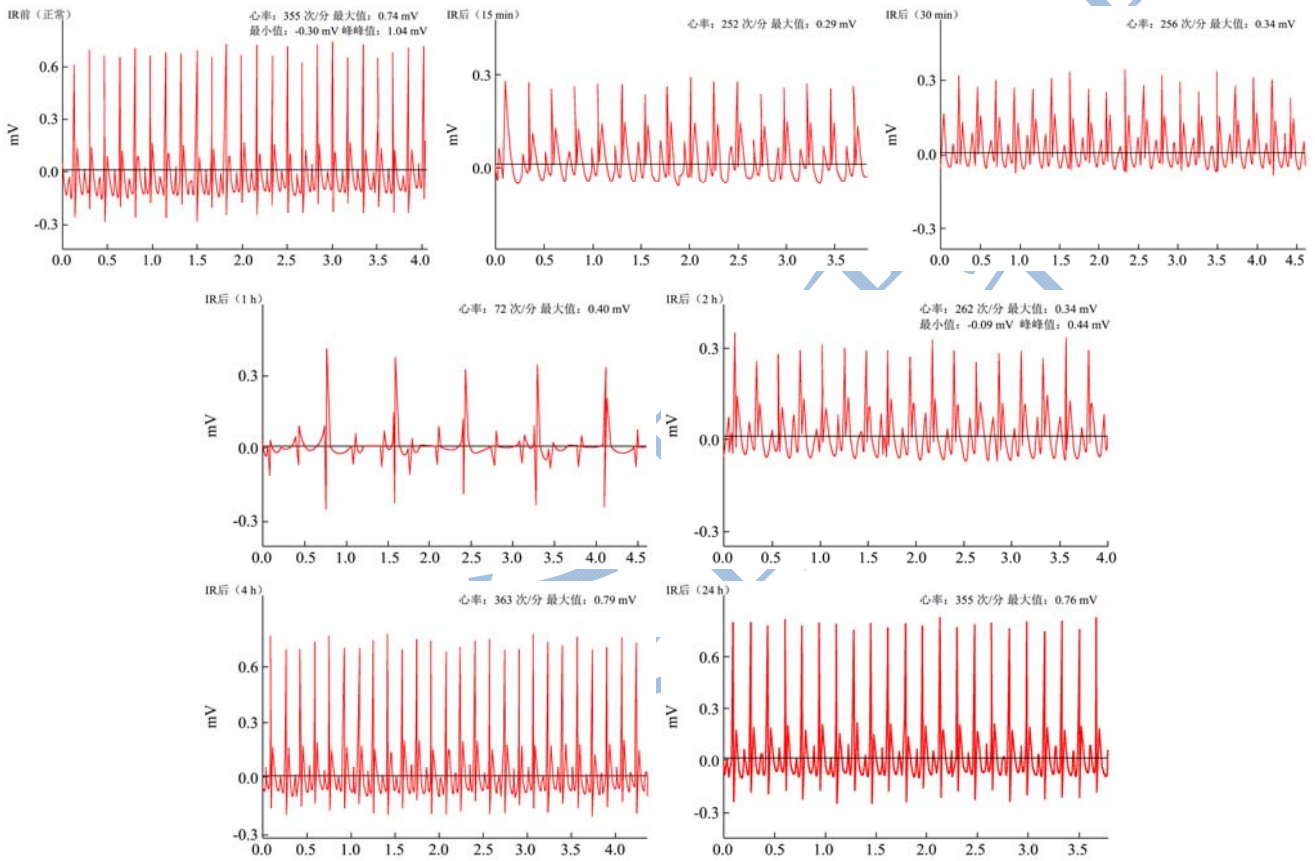 IR前（正常）
心率：355 次/分 最大值：0.74 mV
最小值：-0.30 mV 峰峰值：1.04 mV
mV
0.6
0.3
0.0
-0.3
0.0 0.5 1.0 1.5 2.0 2.5 3.0 3.5 4.0
IR后（15 min）
心率：252 次/分 最大值：0.29 mV
mV
0.3
0.0
0.0 0.5 1.0 1.5 2.0 2.5 3.0 3.5
IR后（30 min）
心率：256 次/分 最大值：0.34 mV
mV
0.3
0.0
-0.3
0.0 0.5 1.0 1.5 2.0 2.5 3.0 3.5 4.0 4.5
IR后（1 h）
心率：72 次/分 最大值：0.40 mV
mV
0.3
0.0
-0.3
0.0 0.5 1.0 1.5 2.0 2.5 3.0 3.5 4.0 4.5
IR后（2 h）
心率：262 次/分 最大值：0.34 mV
最小值：-0.09 mV 峰峰值：0.44 mV
mV
0.3
0.0
-0.3
0.0 0.5 1.0 1.5 2.0 2.5 3.0 3.5 4.0
IR后（4 h）
心率：363 次/分 最大值：0.79 mV
mV
0.6
0.3
0.0
-0.3
0.0 0.5 1.0 1.5 2.0 2.5 3.0 3.5 4.0
IR后（24 h）
心率：355 次/分 最大值：0.76 mV
mV
0.6
0.3
0.0
-0.3
0.0 0.5 1.0 1.5 2.0 2.5 3.0 3.5